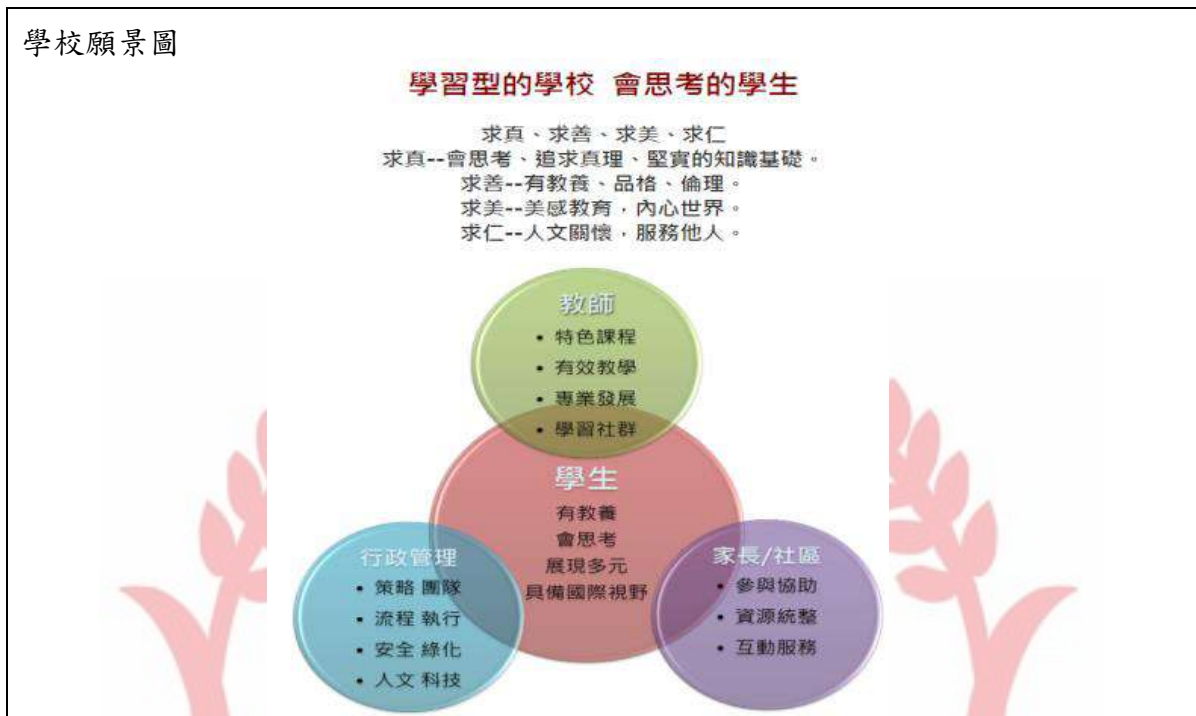 學校願景圖
學習型的學校 會思考的學生
求真、求善、求美、求仁
求真--會思考、追求真理、堅實的知識基礎。
求善--有教養、品格、倫理。
求美--美感教育，內心世界。
求仁--人文關懷，服務他人。
教師
• 特色課程
• 有效教學
• 專業發展
• 學習社群
學生
有教養
會思考
展現多元
具備國際視野
行政管理
• 策略 團隊
• 流程 執行
• 安全 綠化
• 人文 科技
家長/社區
• 參與協助
• 資源統整
• 互動服務